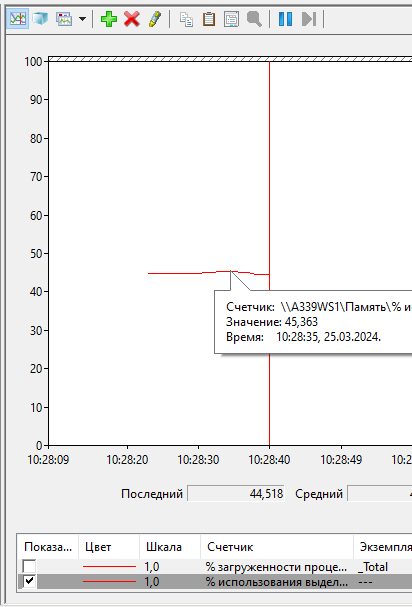 100
90
80
70
60
50
40
30
20
10
0
Счетчик: \\A339WS1\Память\% и
Значение: 45,363
Время: 10:28:35, 25.03.2024.
10:28:09 10:28:20 10:28:30 10:28:40 10:28:49 10:
Последний 44,518 Средний
Показа... Цвет Шкала Счетчик Экземпля
1,0 % загруженности проце... _Total
1,0 % использования выдел... ---